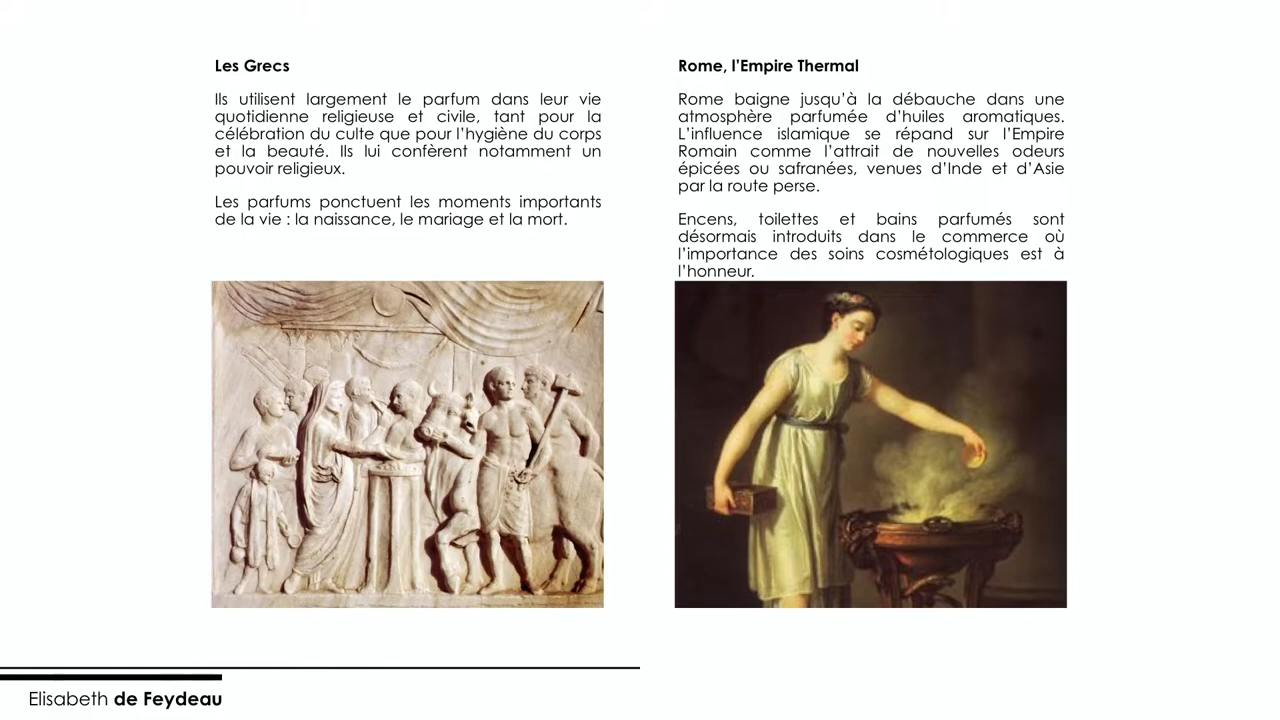 Les Grecs
Ils utilisent largement le parfum dans leur vie
quotidienne religieuse et civile, tant pour la
célébration du culte que pour l'hygiène du corps
et la beauté. Ils lui confèrent notamment un
pouvoir religieux.
Les parfums ponctuent les moments importants
de la vie : la naissance, le mariage et la mort.
Rome, l'Empire Thermal
Rome baigne jusqu'à la débauche dans une
atmosphère parfumée d'huiles aromatiques.
L'influence islamique se répand sur l'Empire
Romain comme l'attrait de nouvelles odeurs
épicées ou safranées, venues d'Inde et d'Asie
par la route perse.
Encens, toilettes et bains parfumés sont
désormais introduits dans le commerce où
l'importance des soins cosmétologiques est à
l'honneur.
Elisabeth de Feydeau